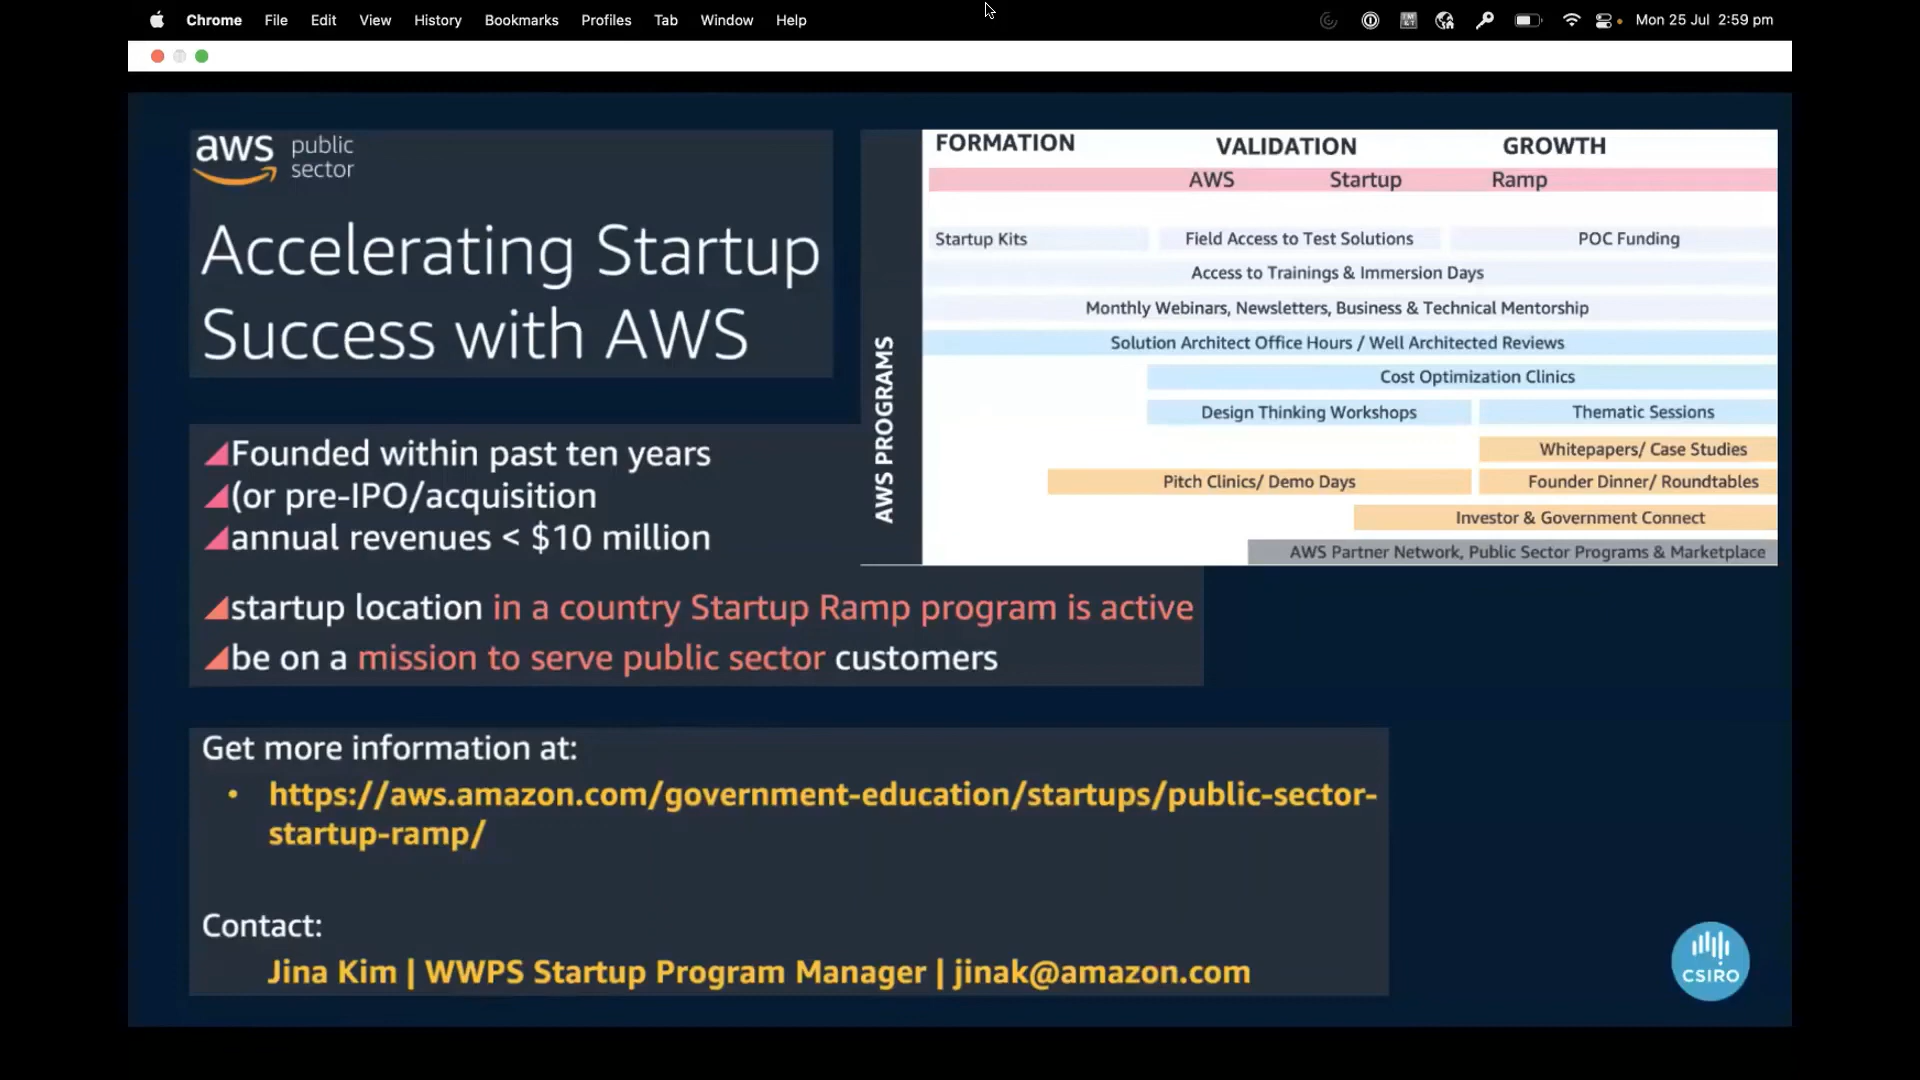 Chrome File Edit View History Bookmarks Profiles Tab Window Help Mon 25 Jul 2:59 pm
aws public sector
Accelerating Startup
Success with AWS
Founded within past ten years
(or pre-IPO/acquisition
annual revenues < $10 million
startup location in a country Startup Ramp program is active
be on a mission to serve public sector customers
FORMATION VALIDATION GROWTH
AWS Startup Ramp
AWS PROGRAMS
Startup Kits Field Access to Test Solutions POC Funding
Access to Trainings & Immersion Days
Monthly Webinars, Newsletters, Business & Technical Mentorship
Solution Architect Office Hours / Well Architected Reviews
Cost Optimization Clinics
Design Thinking Workshops Thematic Sessions
Whitepapers/ Case Studies
Pitch Clinics/ Demo Days Founder Dinner/ Roundtables
Investor & Government Connect
AWS Partner Network, Public Sector Programs & Marketplace
Get more information at:
• https://aws.amazon.com/government-education/startups/public-sector-
startup-ramp/
Contact:
Jina Kim | WWPS Startup Program Manager | jinak@amazon.com
CSIRO